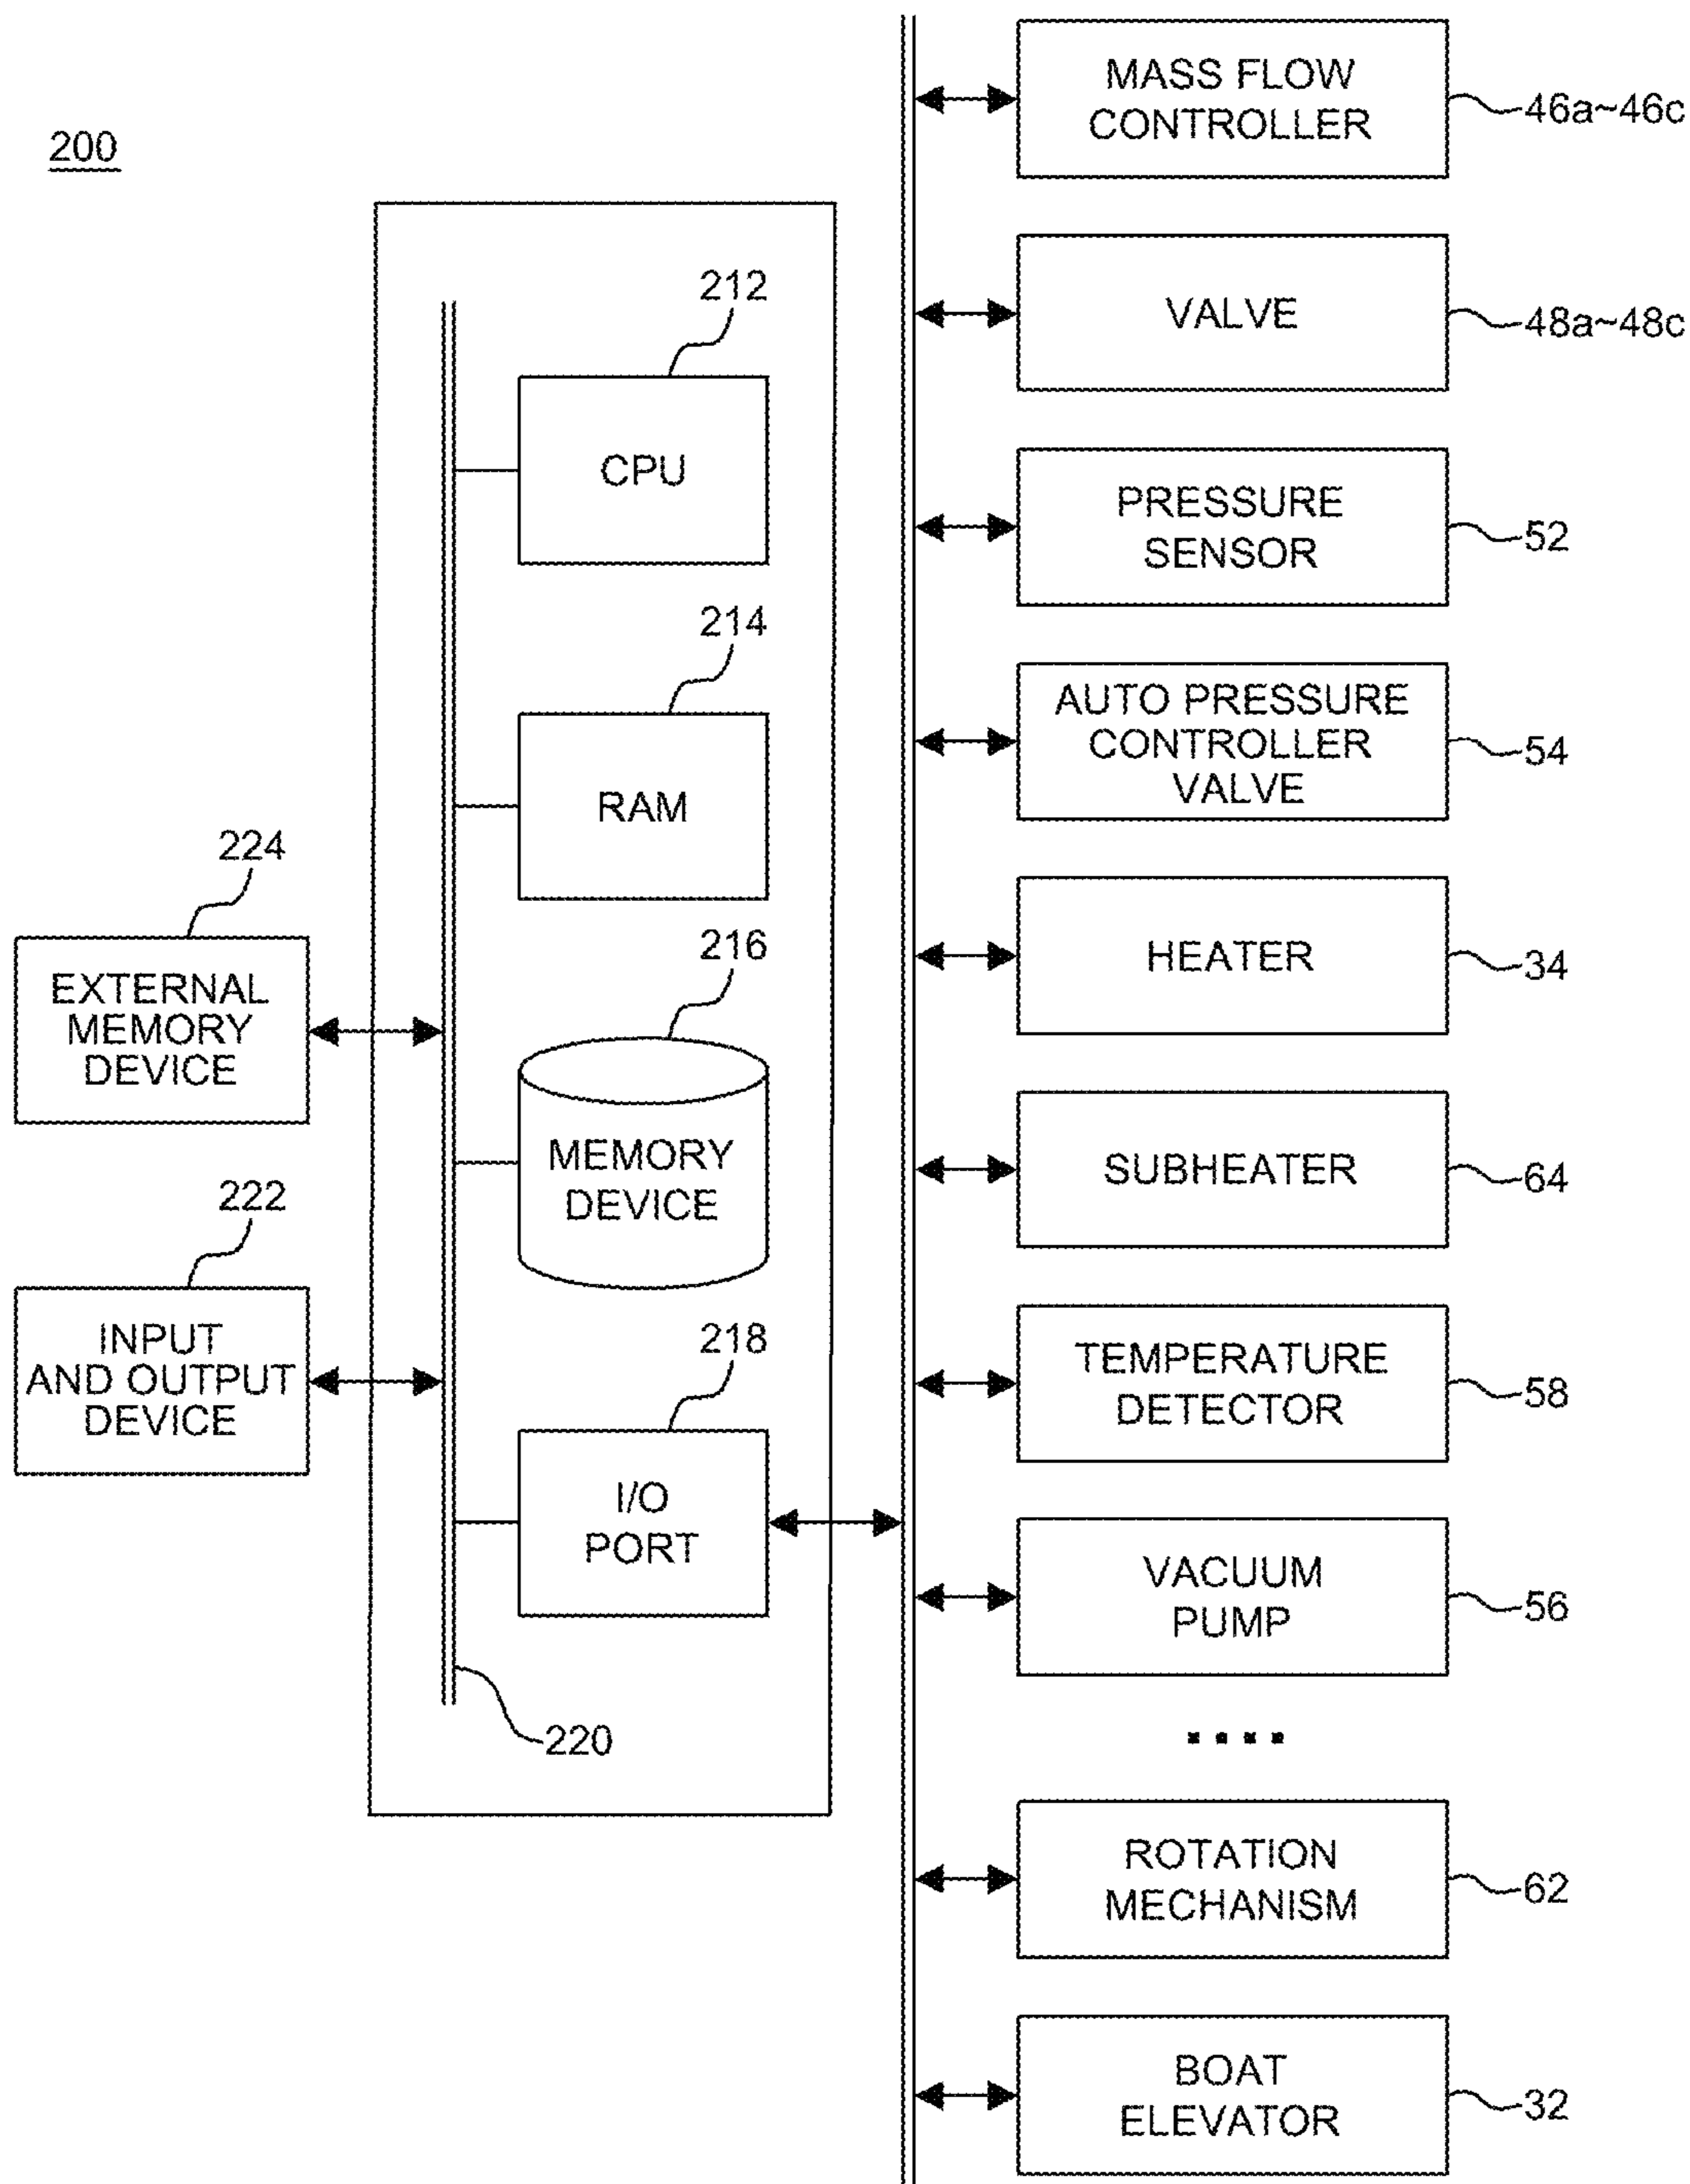 200
212
CPU
214
RAM
216
MEMORY
DEVICE
218
I/O
PORT
220
224
EXTERNAL
MEMORY
DEVICE
222
INPUT
AND OUTPUT
DEVICE
MASS FLOW
CONTROLLER
46a~46c
VALVE
48a~48c
PRESSURE
SENSOR
52
AUTO PRESSURE
CONTROLLER
VALVE
54
HEATER
34
SUBHEATER
64
TEMPERATURE
DETECTOR
58
VACUUM
PUMP
56
....
ROTATION
MECHANISM
62
BOAT
ELEVATOR
32